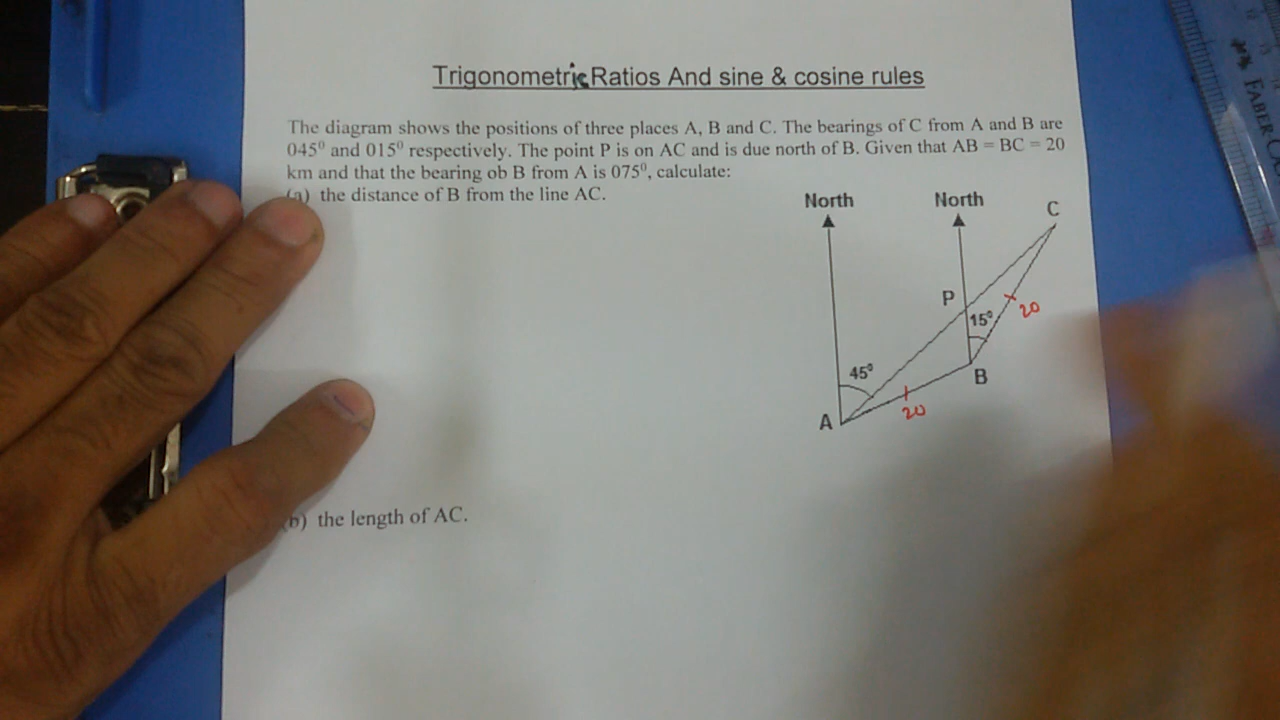 Trigonometric Ratios And sine & cosine rules
The diagram shows the positions of three places A, B and C. The bearings of C from A and B are
045⁰ and 015⁰ respectively. The point P is on AC and is due north of B. Given that AB = BC = 20
km and that the bearing ob B from A is 075⁰, calculate:
(a) the distance of B from the line AC.
North
North
C
P
15⁰
20
45⁰
B
A
20
(b) the length of AC.